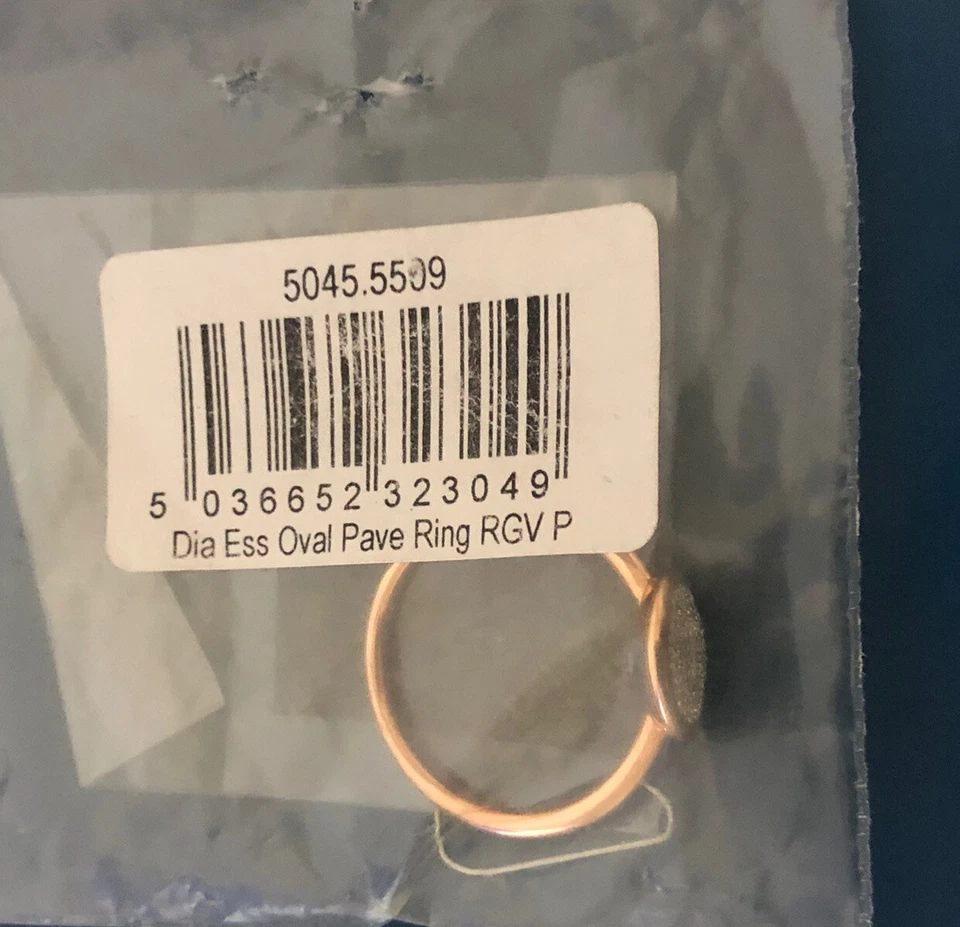 5045.5509
5 036652 323049
Dia Ess Oval Pave Ring RGV P